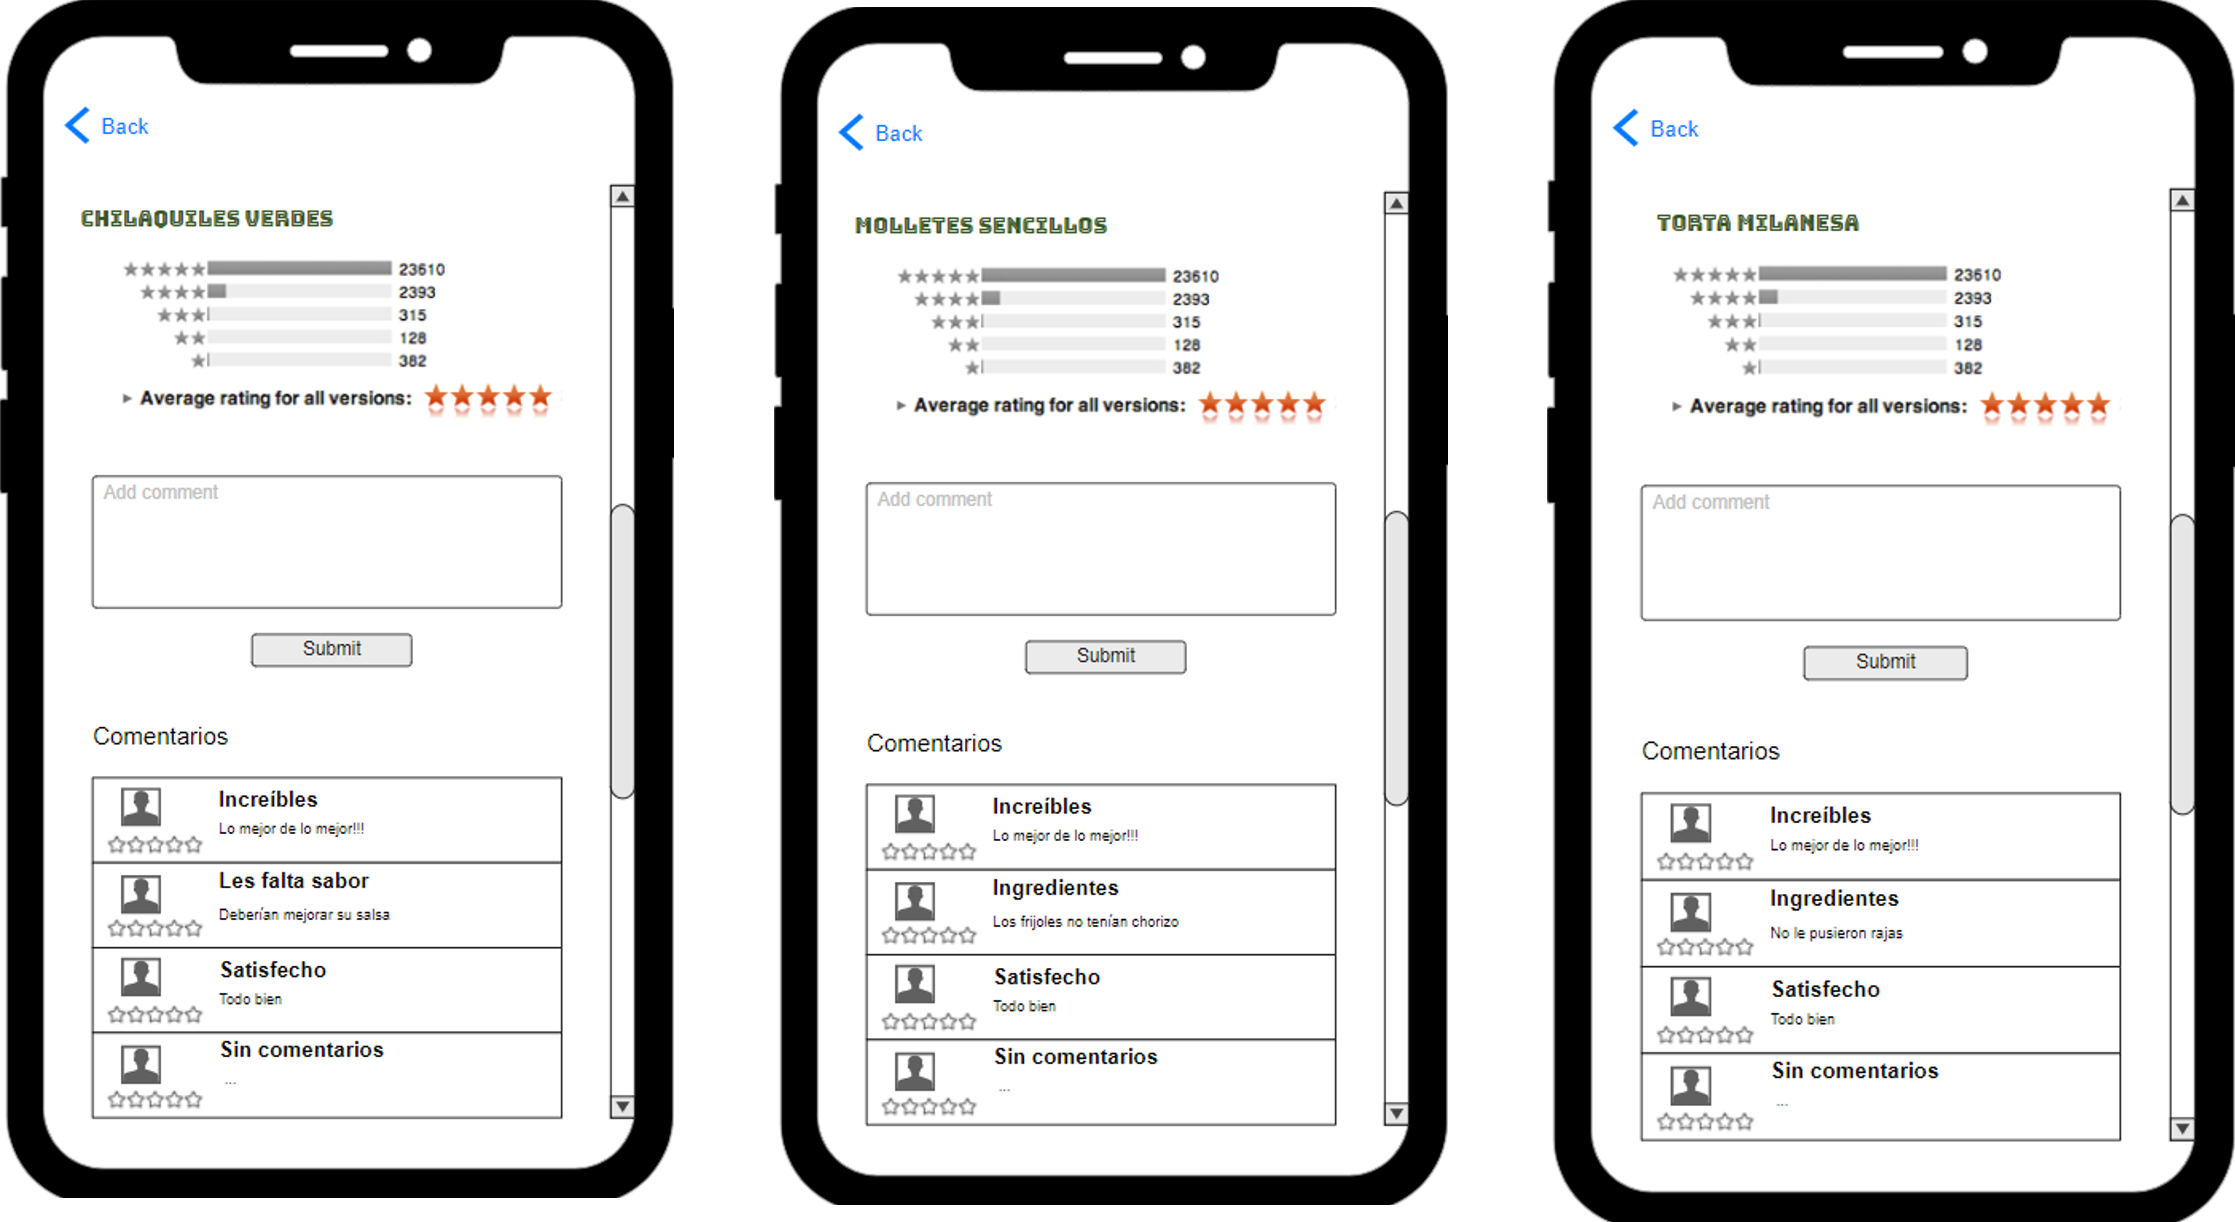 Back
CHILAQUILES VERDES
23610
2393
315
128
382
Average rating for all versions:
Add comment
Submit
Comentarios
Increíbles
Lo mejor de lo mejor!!!
Les falta sabor
Deberían mejorar su salsa
Satisfecho
Todo bien
Sin comentarios
...
Back
MOLLETES SENCILLOS
23610
2393
315
128
382
Average rating for all versions:
Add comment
Submit
Comentarios
Increíbles
Lo mejor de lo mejor!!!
Ingredientes
Los frijoles no tenían chorizo
Satisfecho
Todo bien
Sin comentarios
...
Back
TORTA MILANESA
23610
2393
315
128
382
Average rating for all versions:
Add comment
Submit
Comentarios
Increíbles
Lo mejor de lo mejor!!!
Ingredientes
No le pusieron rajas
Satisfecho
Todo bien
Sin comentarios
...